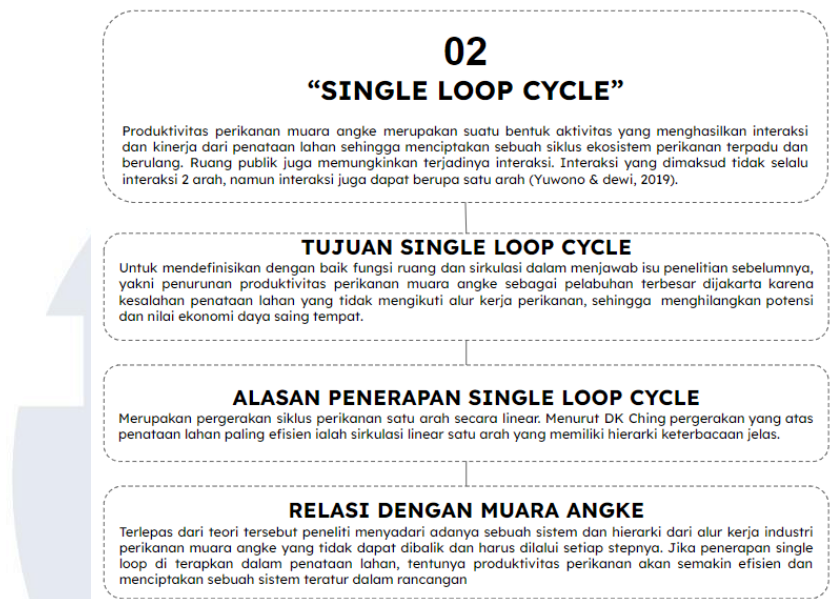 02
“SINGLE LOOP CYCLE”
Produktivitas perikanan muara angke merupakan suatu bentuk aktivitas yang menghasilkan interaksi
dan kinerja dari penataan lahan sehingga menciptakan sebuah siklus ekosistem perikanan terpadu dan
berulang. Ruang publik juga memungkinkan terjadinya interaksi. Interaksi yang dimaksud tidak selalu
interaksi 2 arah, namun interaksi juga dapat berupa satu arah (Yuwono & dewi, 2019).
TUJUAN SINGLE LOOP CYCLE
Untuk mendefinisikan dengan baik fungsi ruang dan sirkulasi dalam menjawab isu penelitian sebelumnya,
yakni penurunan produktivitas perikanan muara angke sebagai pelabuhan terbesar dijakarta karena
kesalahan penataan lahan yang tidak mengikuti alur kerja perikanan, sehingga menghilangkan potensi
dan nilai ekonomi daya saing tempat.
ALASAN PENERAPAN SINGLE LOOP CYCLE
Merupakan pergerakan siklus perikanan satu arah secara linear. Menurut DK Ching pergerakan yang atas
penataan lahan paling efisien ialah sirkulasi linear satu arah yang memiliki hierarki keterbacaan jelas.
RELASI DENGAN MUARA ANGKE
Terlepas dari teori tersebut peneliti menyadari adanya sebuah sistem dan hierarki dari alur kerja industri
perikanan muara angke yang tidak dapat dibalik dan harus dilalui setiap stepnya. Jika penerapan single
loop di terapkan dalam penataan lahan, tentunya produktivitas perikanan akan semakin efisien dan
menciptakan sebuah sistem teratur dalam rancangan